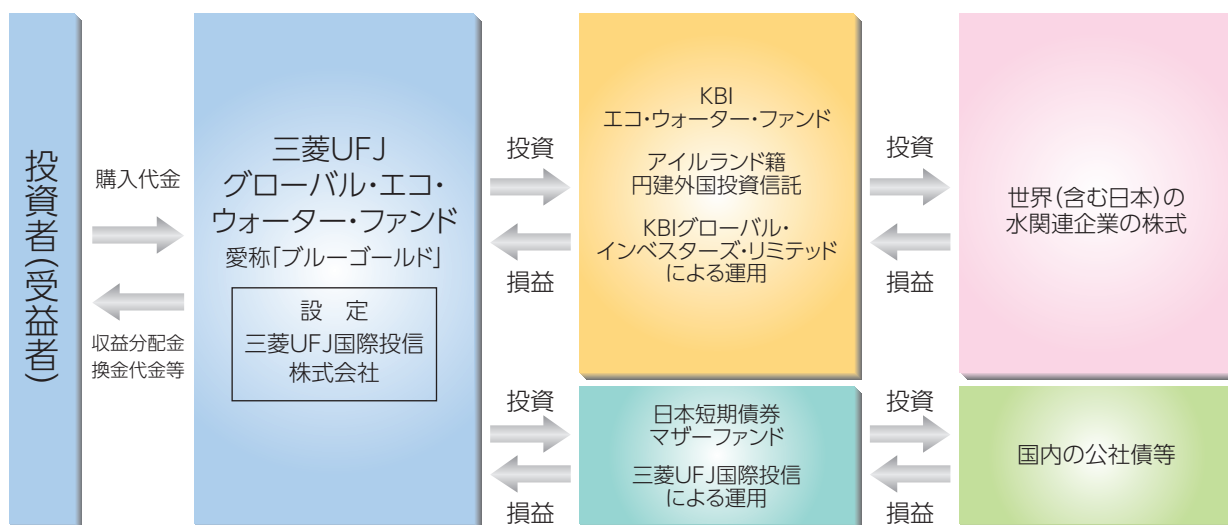 投資者(受益者)
購入代金
収益分配金
換金代金等
三菱UFJ
グローバル・エコ・
ウォーター・ファンド
愛称「ブルーゴールド」
設 定
三菱UFJ国際投信
株式会社
投資
損益
投資
損益
KBI
エコ・ウォーター・ファンド
アイルランド籍
円建外国投資信託
KBIグローバル・
インベスターズ・リミテッド
による運用
日本短期債券
マザーファンド
三菱UFJ国際投信
による運用
投資
損益
投資
損益
世界(含む日本)の
水関連企業の株式
国内の公社債等